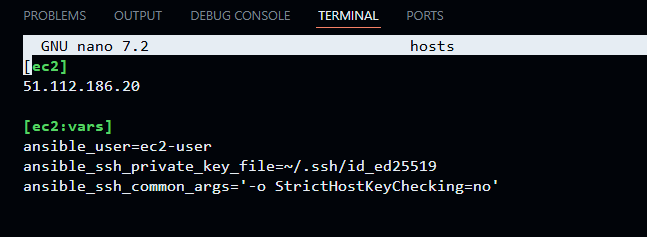 PROBLEMS OUTPUT DEBUG CONSOLE TERMINAL PORTS
GNU nano 7.2 hosts
[ec2]
51.112.186.20
[ec2:vars]
ansible_user=ec2-user
ansible_ssh_private_key_file=~/.ssh/id_ed25519
ansible_ssh_common_args='-o StrictHostKeyChecking=no'